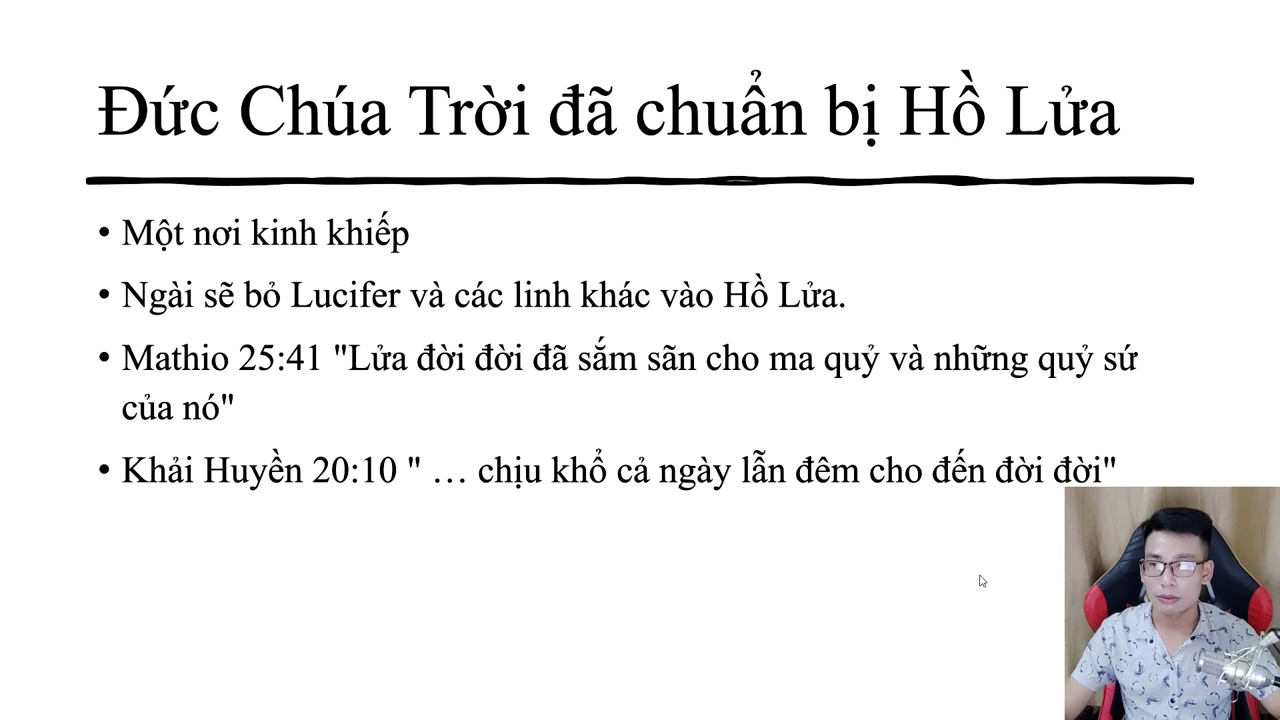 Đức Chúa Trời đã chuẩn bị Hồ Lửa
• Một nơi kinh khiếp
• Ngài sẽ bỏ Lucifer và các linh khác vào Hồ Lửa.
• Mathio 25:41 "Lửa đời đời đã sắm sãn cho ma quỷ và những quỷ sứ
của nó"
• Khải Huyền 20:10 " … chịu khổ cả ngày lẫn đêm cho đến đời đời"